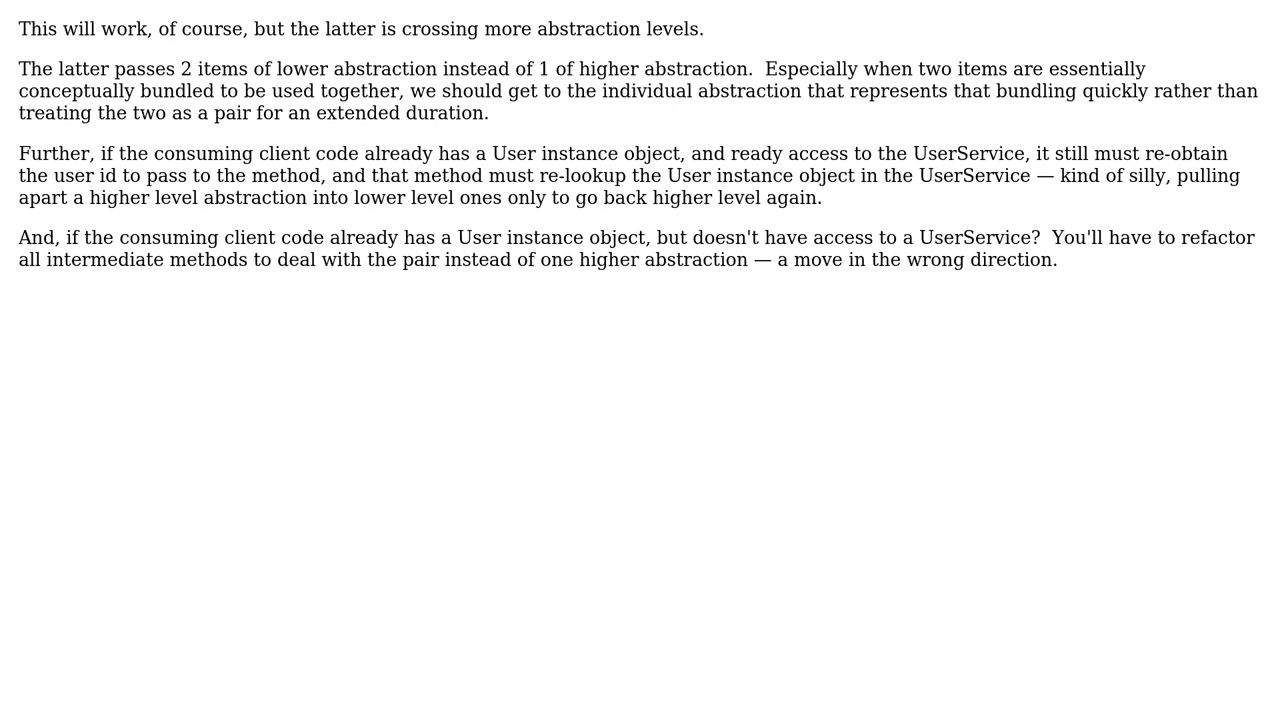 This will work, of course, but the latter is crossing more abstraction levels.
The latter passes 2 items of lower abstraction instead of 1 of higher abstraction.  Especially when two items are essentially
conceptually bundled to be used together, we should get to the individual abstraction that represents that bundling quickly rather than
treating the two as a pair for an extended duration.
Further, if the consuming client code already has a User instance object, and ready access to the UserService, it still must re-obtain
the user id to pass to the method, and that method must re-lookup the User instance object in the UserService — kind of silly, pulling
apart a higher level abstraction into lower level ones only to go back higher level again.
And, if the consuming client code already has a User instance object, but doesn't have access to a UserService?  You'll have to refactor
all intermediate methods to deal with the pair instead of one higher abstraction — a move in the wrong direction.